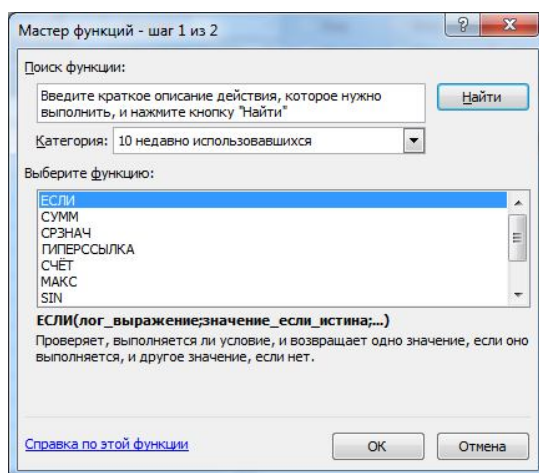 Мастер функций - шаг 1 из 2
Поиск функции:
Введите краткое описание действия, которое нужно
выполнить, и нажмите кнопку "Найти"
Найти
Категория: 10 недавно использовавшихся
Выберите функцию:
ЕСЛИ
СУММ
СРЗНАЧ
ГИПЕРССЫЛКА
СЧЁТ
МАКС
SIN
ЕСЛИ(лог_выражение;значение_если_истина;...)
Проверяет, выполняется ли условие, и возвращает одно значение, если оно
выполняется, и другое значение, если нет.
Справка по этой функции
ОК
Отмена